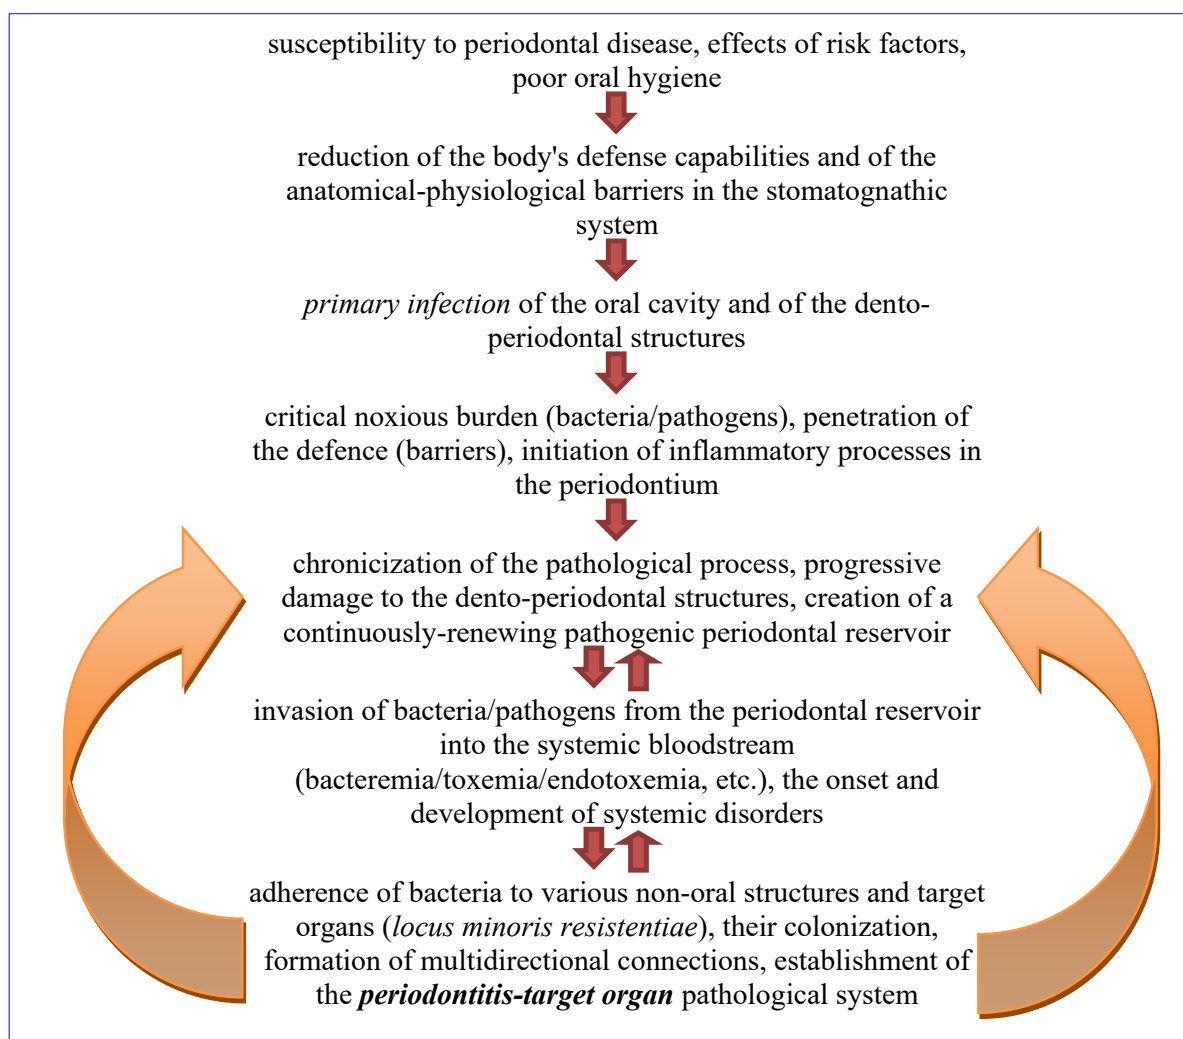 susceptibility to periodontal disease, effects of risk factors,
poor oral hygiene
reduction of the body's defense capabilities and of the
anatomical-physiological barriers in the stomatognathic
system
primary infection of the oral cavity and of the dento-
periodontal structures
critical noxious burden (bacteria/pathogens), penetration of
the defence (barriers), initiation of inflammatory processes in
the periodontium
chronicization of the pathological process, progressive
damage to the dento-periodontal structures, creation of a
continuously-renewing pathogenic periodontal reservoir
invasion of bacteria/pathogens from the periodontal reservoir
into the systemic bloodstream
(bacteremia/toxemia/endotoxemia, etc.), the onset and
development of systemic disorders
adherence of bacteria to various non-oral structures and target
organs (locus minoris resistentiae), their colonization,
formation of multidirectional connections, establishment of
the periodontitis-target organ pathological system